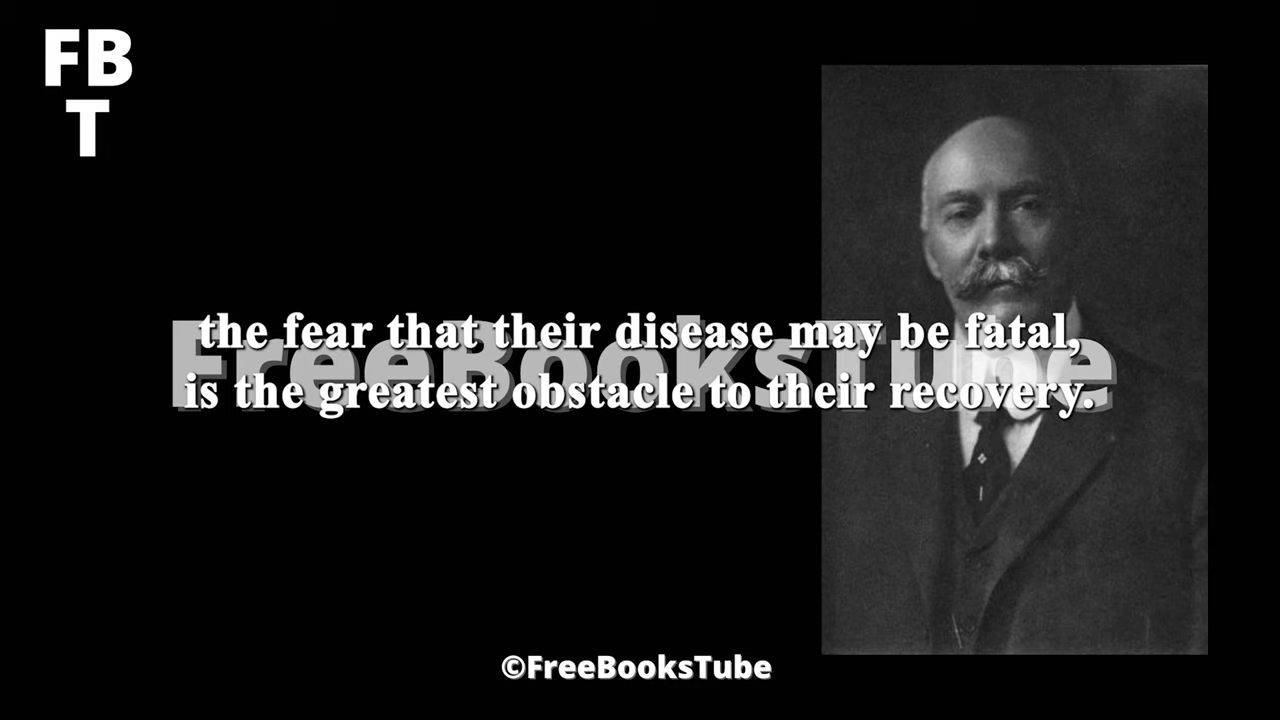 FB
T
the fear that their disease may be fatal,
is the greatest obstacle to their recovery.
FreeBooksTube
©FreeBooksTube